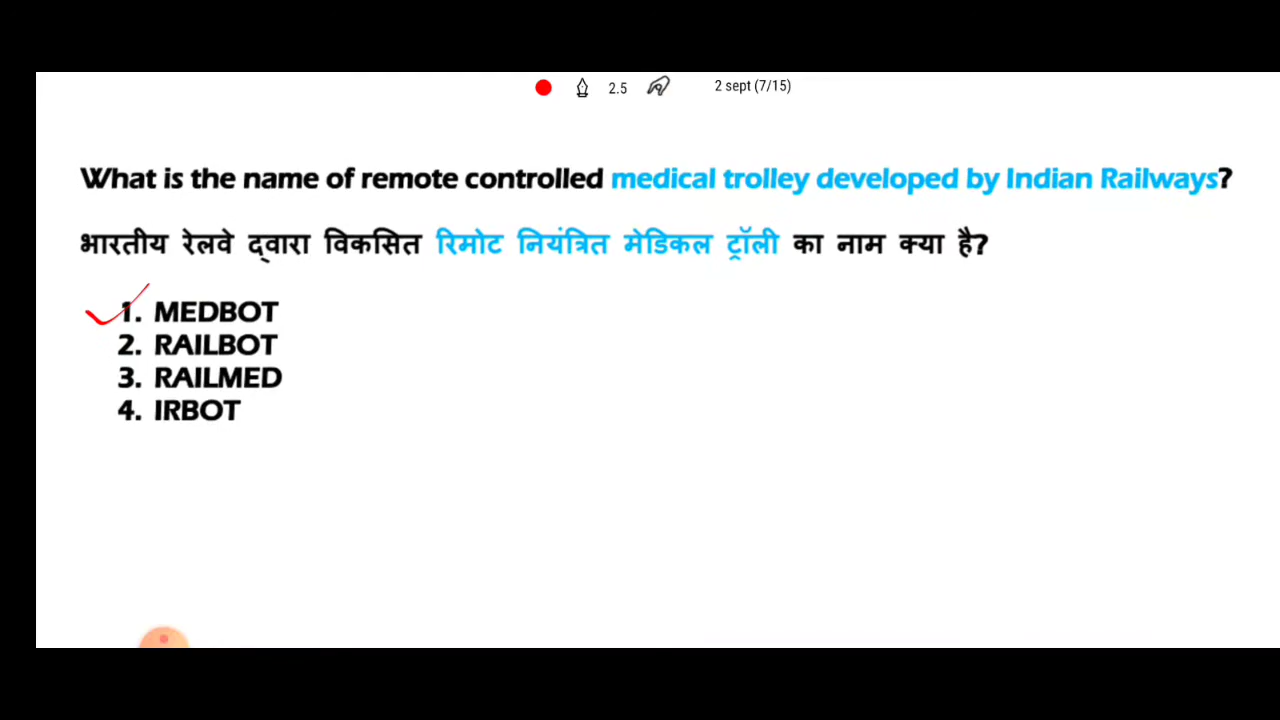 2.5 2 sept (7/15)
What is the name of remote controlled medical trolley developed by Indian Railways?
भारतीय रेलवे द्वारा विकसित रिमोट नियंत्रित मेडिकल ट्रॉली का नाम क्या है?
1. MEDBOT
2. RAILBOT
3. RAILMED
4. IRBOT